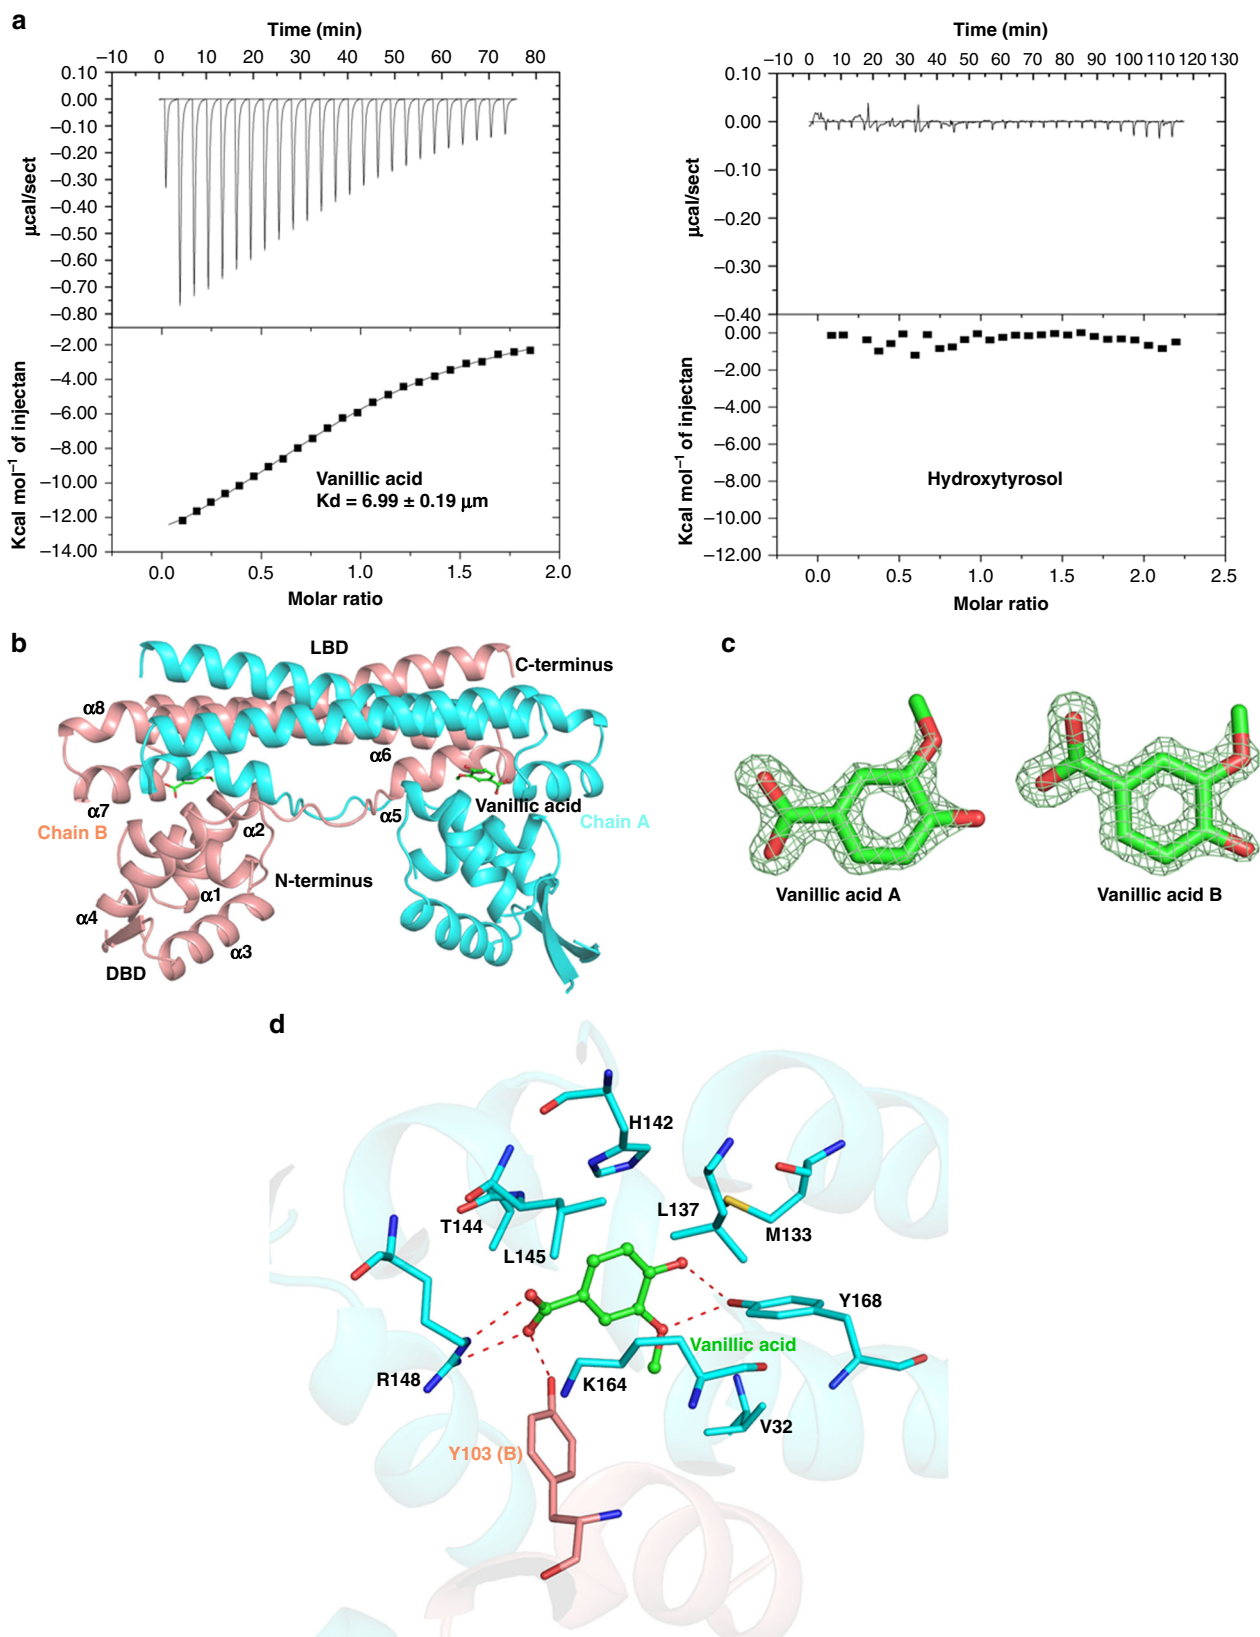 a
Time (min)
–10 0 10 20 30 40 50 60 70 80
0.10
0.00
–0.10
–0.20
–0.30
–0.40
–0.50
–0.60
–0.70
–0.80
µcal/sect
–2.00
–4.00
–6.00
–8.00
–10.00
–12.00
–14.00
Kcal mol⁻¹ of injectan
Vanillic acid
Kd = 6.99 ± 0.19 µm
0.0 0.5 1.0 1.5 2.0
Molar ratio
Time (min)
–10 0 10 20 30 40 50 60 70 80 90 100 110 120 130
0.10
0.00
–0.10
–0.20
–0.30
–0.40
µcal/sect
0.00
–2.00
–4.00
–6.00
–8.00
–10.00
–12.00
Kcal mol⁻¹ of injectan
Hydroxytyrosol
0.0 0.5 1.0 1.5 2.0 2.5
Molar ratio
b
LBD
C-terminus
α8
α6
α7
α2
α5
Vanillic acid
Chain B
Chain A
N-terminus
α1
α4
α3
DBD
c
Vanillic acid A
Vanillic acid B
d
H142
T144
L137
M133
L145
Y168
Vanillic acid
R148
K164
V32
Y103 (B)